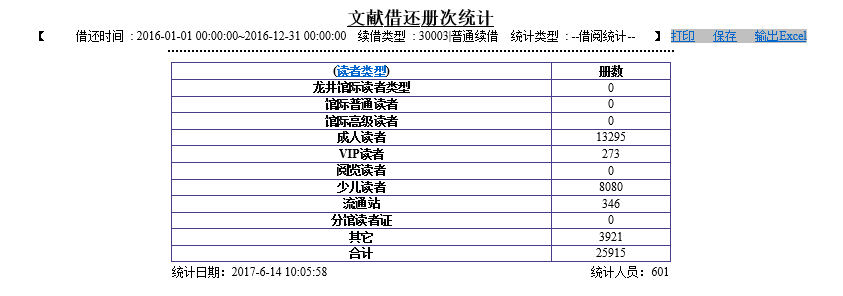 文献借还册次统计
【 借还时间 : 2016-01-01 00:00:00~2016-12-31 00:00:00 续借类型 : 30003|普通续借 统计类型 : --借阅统计-- 】 打印 保存 输出Excel
(读者类型) 册数
龙井馆际读者类型 0
馆际普通读者 0
馆际高级读者 0
成人读者 13295
VIP读者 273
阅览读者 0
少儿读者 8080
流通站 346
分馆读者证 0
其它 3921
合计 25915
统计日期：2017-6-14 10:05:58 统计人员：601